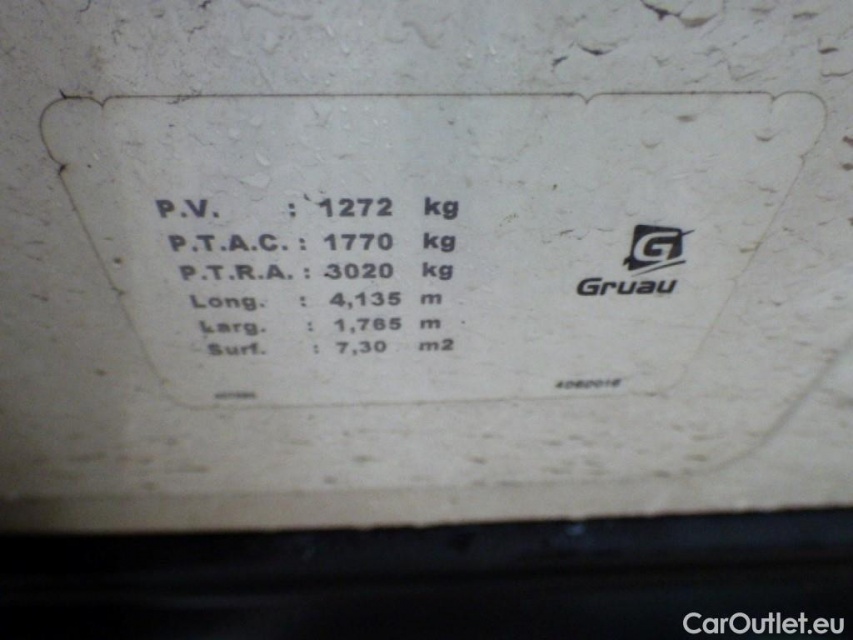 P.V. : 1272 kg
P.T.A.C. : 1770 kg
P.T.R.A. : 3020 kg
Long. : 4,135 m
Larg. : 1,765 m
Surf. : 7,30 m2
G
Gruau
CarOutlet.eu